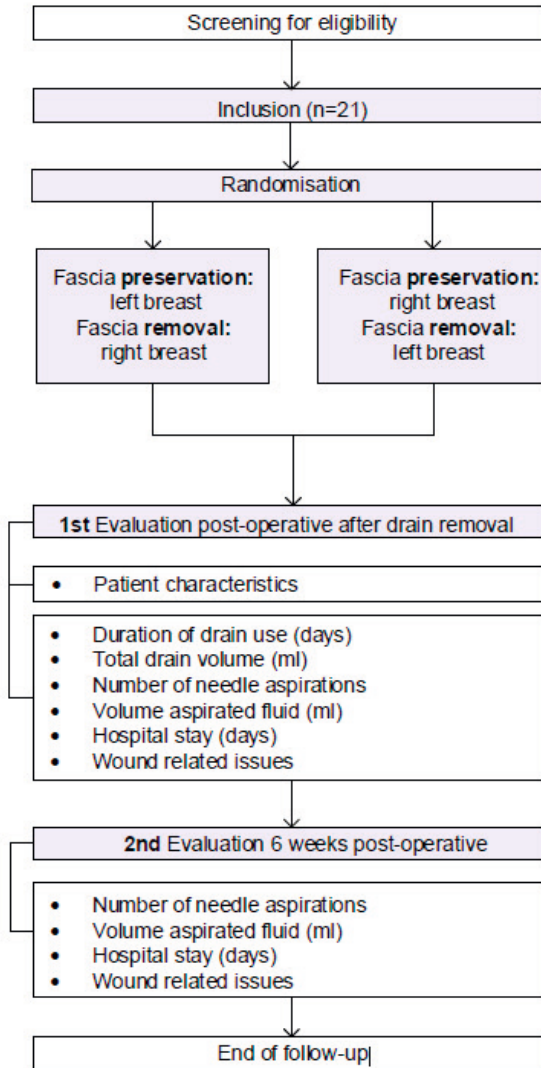 Screening for eligibility
Inclusion (n=21)
Randomisation
Fascia preservation:
left breast
Fascia removal:
right breast
Fascia preservation:
right breast
Fascia removal:
left breast
1st Evaluation post-operative after drain removal
• Patient characteristics
• Duration of drain use (days)
• Total drain volume (ml)
• Number of needle aspirations
• Volume aspirated fluid (ml)
• Hospital stay (days)
• Wound related issues
2nd Evaluation 6 weeks post-operative
• Number of needle aspirations
• Volume aspirated fluid (ml)
• Hospital stay (days)
• Wound related issues
End of follow-up